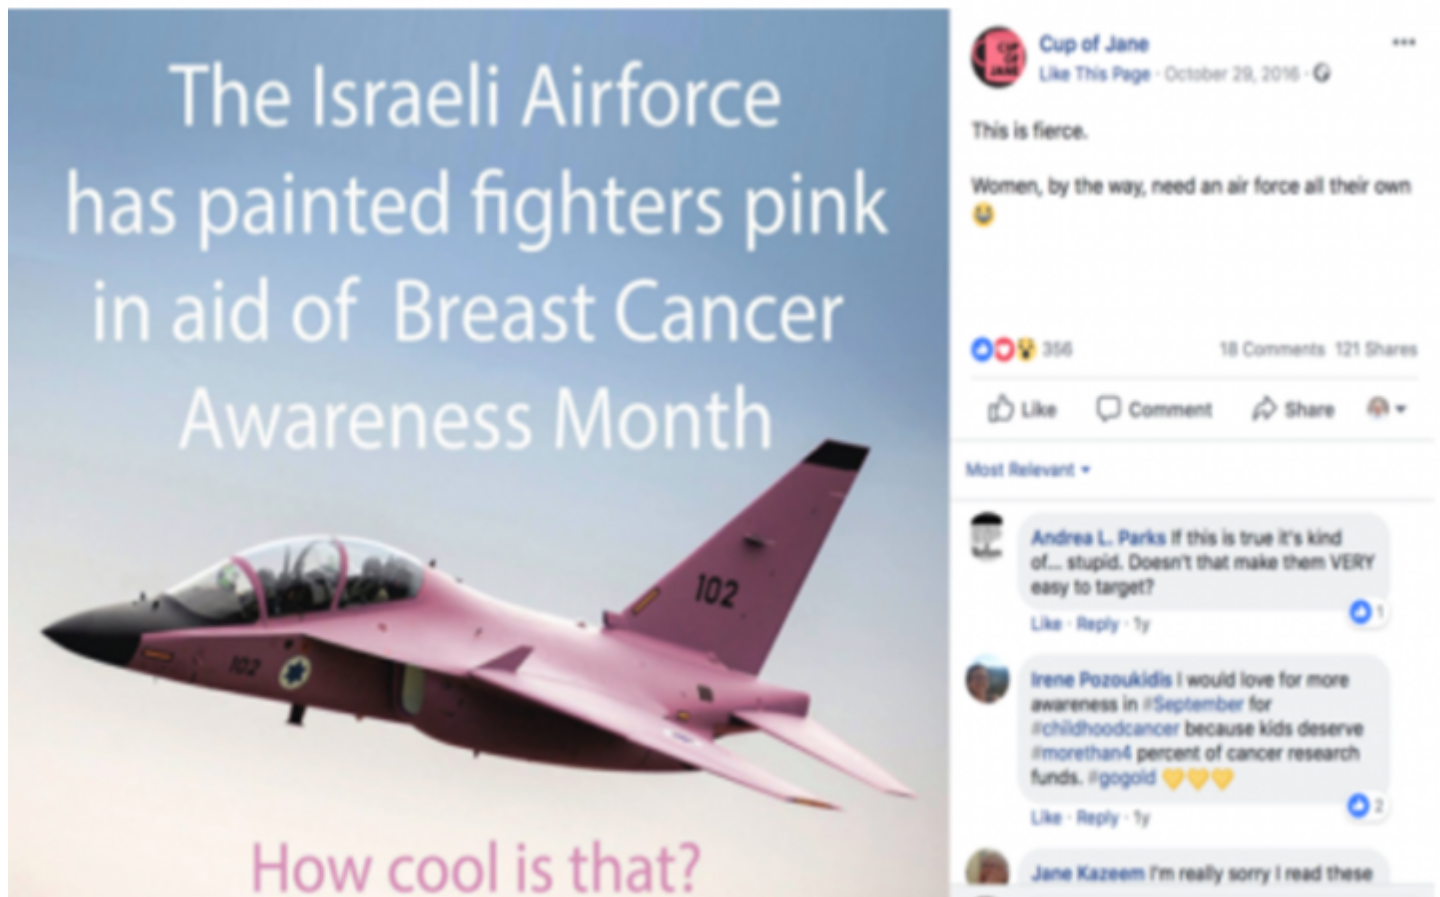 The Israeli Airforce
has painted fighters pink
in aid of Breast Cancer
Awareness Month
102
102
How cool is that?
CUP
OF
JANE
Cup of Jane
Like This Page · October 29, 2016 ·
This is fierce.
Women, by the way, need an air force all their own
😂
356 18 Comments 121 Shares
Like Comment Share
Most Relevant
Andrea L. Parks If this is true it's kind
of... stupid. Doesn't that make them VERY
easy to target?
1
Like · Reply · 1y
Irene Pozoukidis I would love for more
awareness in #September for
#childhoodcancer because kids deserve
#morethan4 percent of cancer research
funds. #gogold 💛💛💛
2
Like · Reply · 1y
Jane Kazeem I'm really sorry I read these